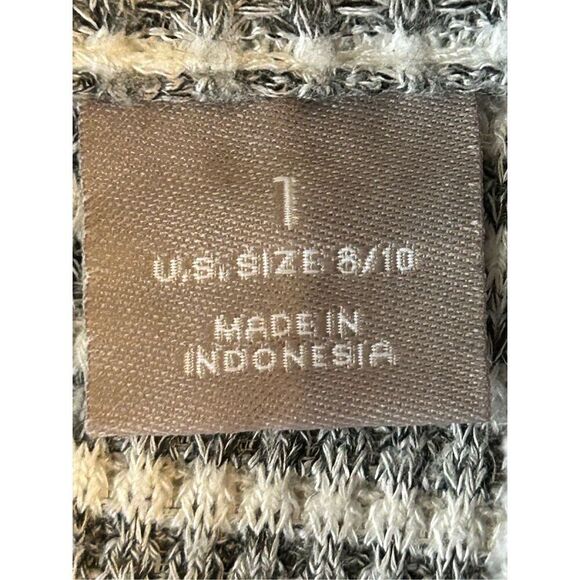 1
U.S. SIZE 8/10
MADE IN
INDONESIA